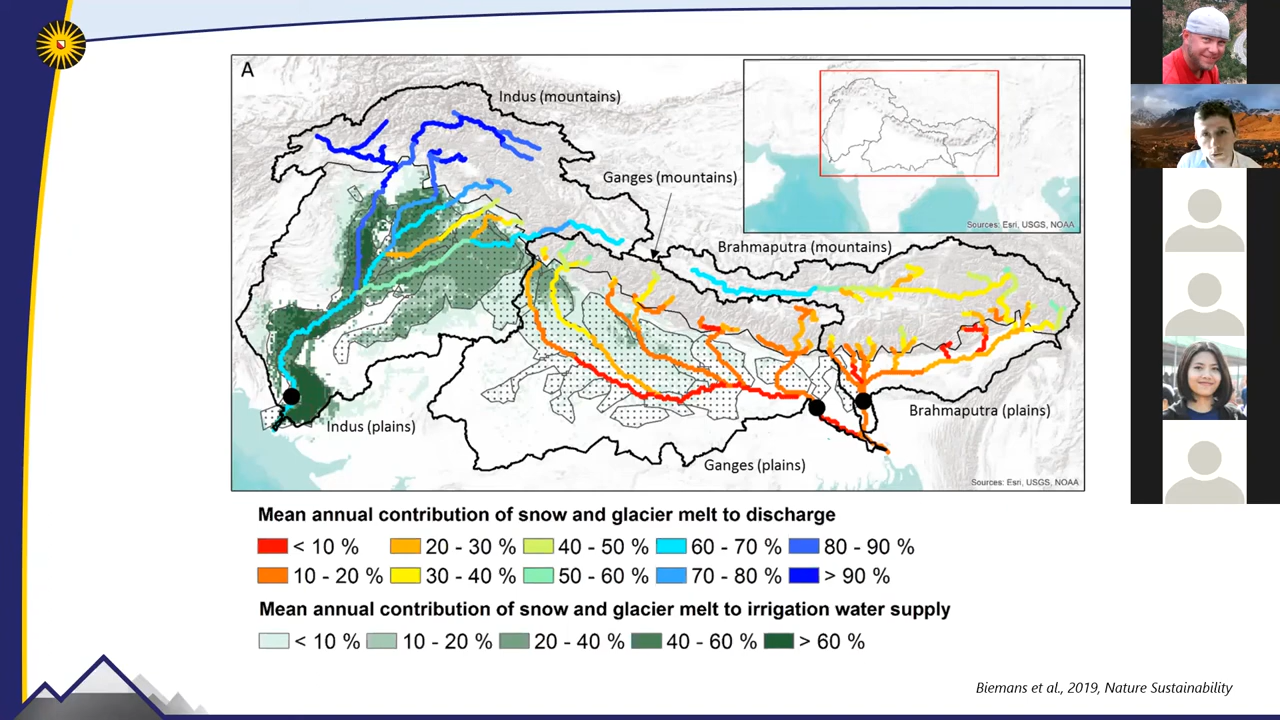 A
Indus (mountains)
Ganges (mountains)
Sources: Esri, USGS, NOAA
Brahmaputra (mountains)
Brahmaputra (plains)
Indus (plains)
Ganges (plains)
Sources: Esri, USGS, NOAA
Mean annual contribution of snow and glacier melt to discharge
< 10 % 20 - 30 % 40 - 50 % 60 - 70 % 80 - 90 %
10 - 20 % 30 - 40 % 50 - 60 % 70 - 80 % > 90 %
Mean annual contribution of snow and glacier melt to irrigation water supply
< 10 % 10 - 20 % 20 - 40 % 40 - 60 % > 60 %
Biemans et al., 2019, Nature Sustainability